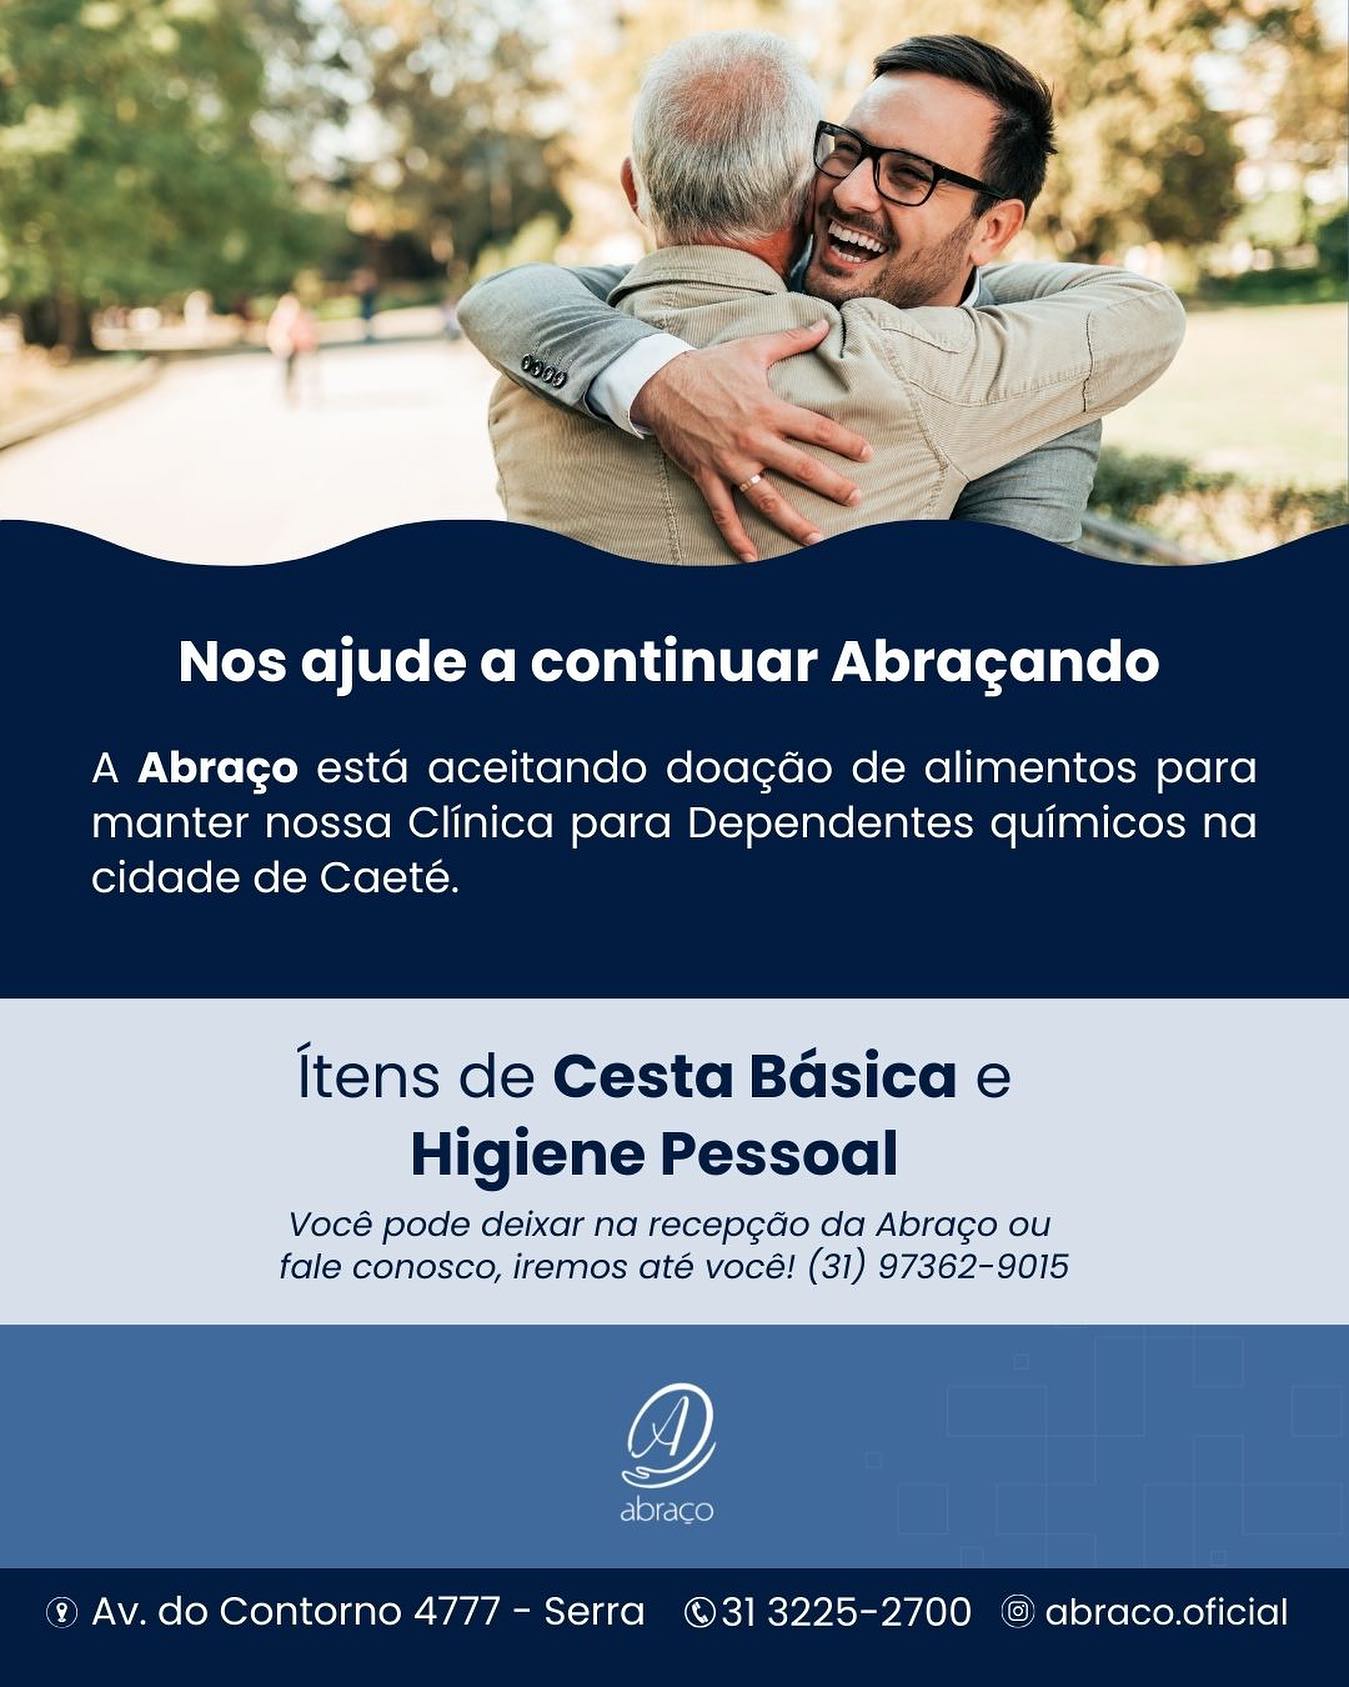 Nos ajude a continuar Abraçando
A Abraço está aceitando doação de alimentos para
manter nossa Clínica para Dependentes químicos na
cidade de Caeté.
Ítens de Cesta Básica e
Higiene Pessoal
Você pode deixar na recepção da Abraço ou
fale conosco, iremos até você! (31) 97362-9015
A
abraço
Av. do Contorno 4777 - Serra 31 3225-2700 abraco.oficial